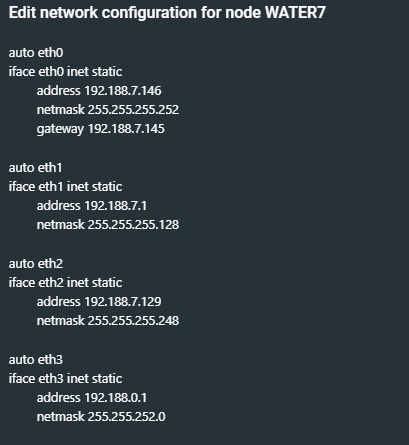 Edit network configuration for node WATER7
auto eth0
iface eth0 inet static
address 192.188.7.146
netmask 255.255.255.252
gateway 192.188.7.145
auto eth1
iface eth1 inet static
address 192.188.7.1
netmask 255.255.255.128
auto eth2
iface eth2 inet static
address 192.188.7.129
netmask 255.255.255.248
auto eth3
iface eth3 inet static
address 192.188.0.1
netmask 255.255.252.0